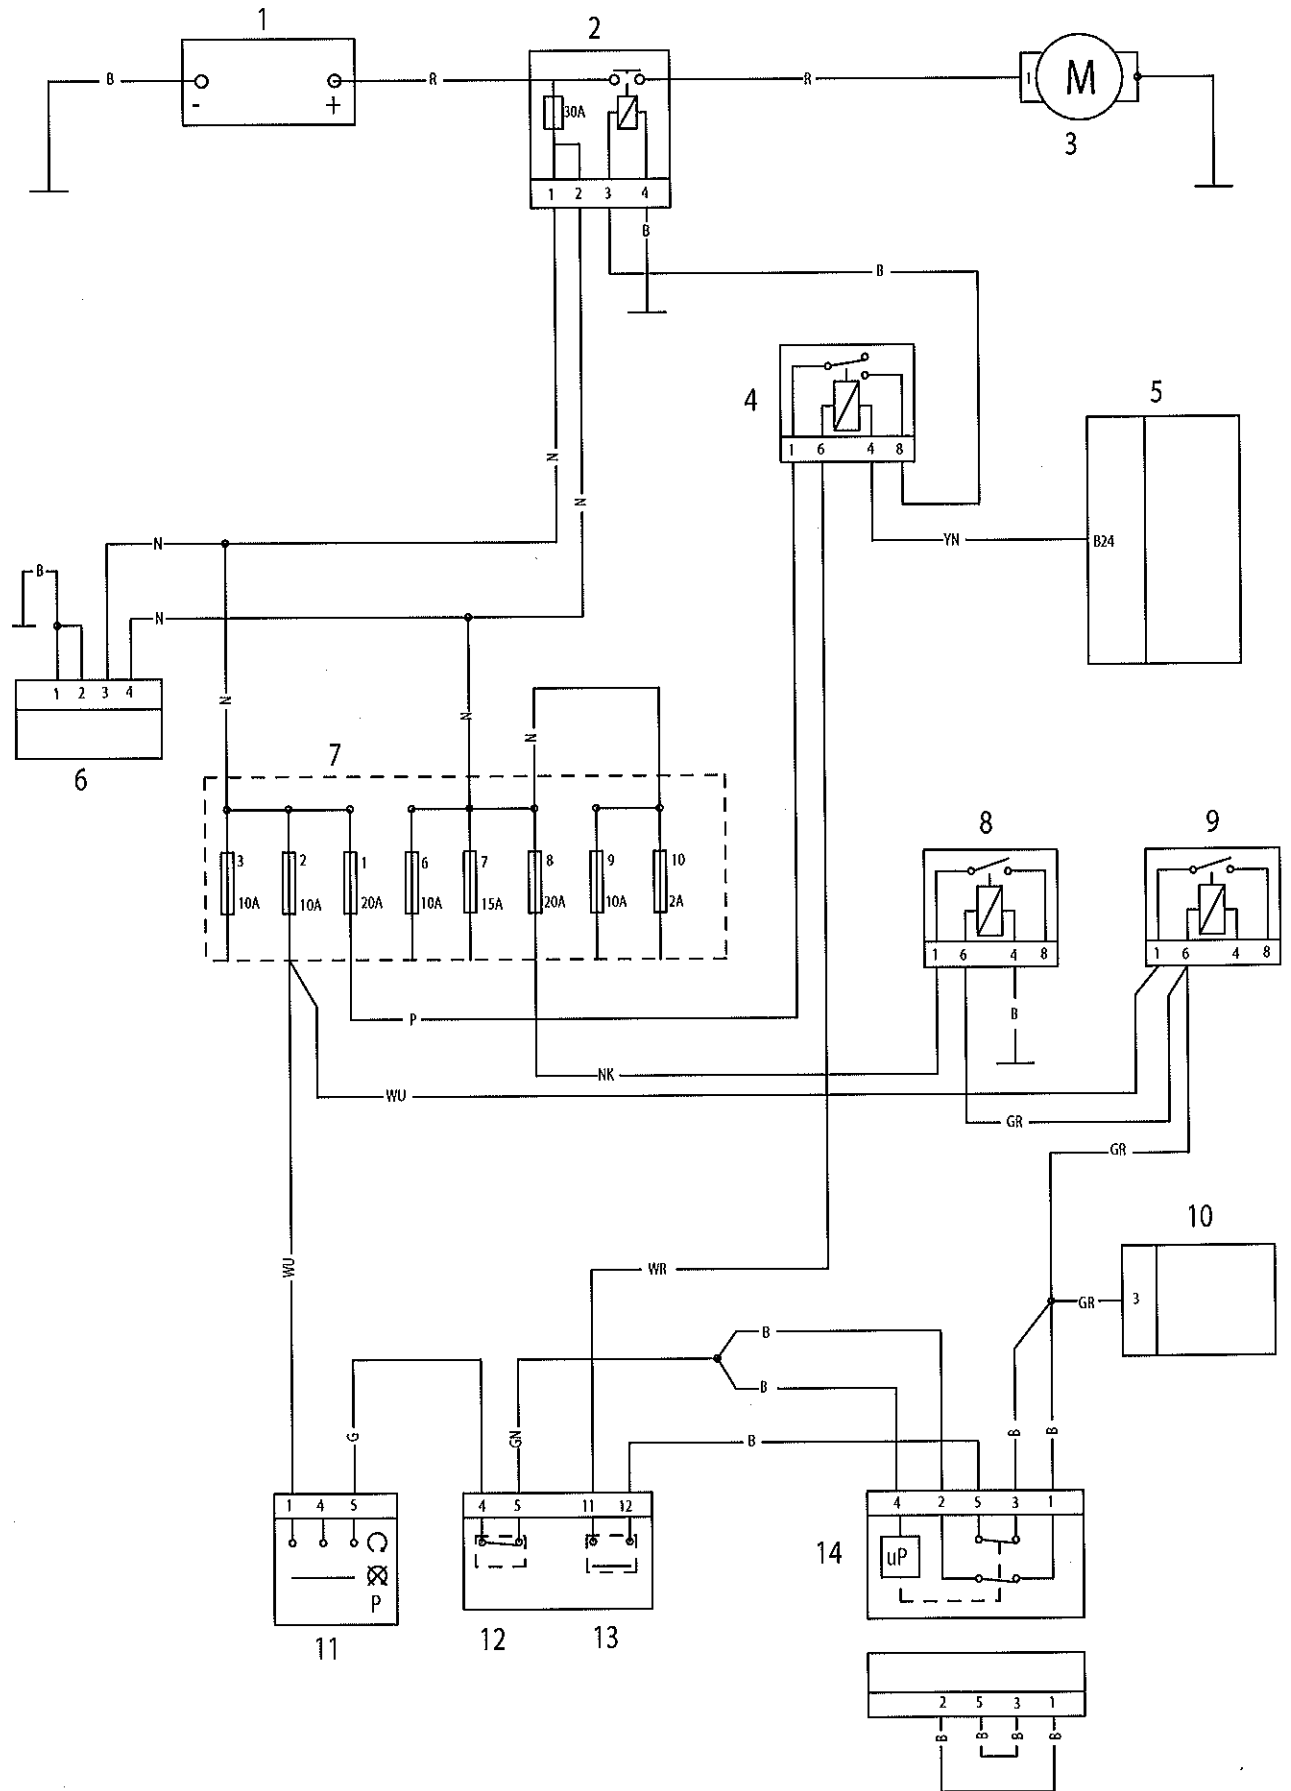 1
2
B
R
R
-
+
30A
1
M
3
1 2 3 4
B
B
4
5
1 6 4 8
N
N
N
YN
B24
B
N
1 2 3 4
N
N
N
6
7
8
9
3 2 1 6 7 8 9 10
10A 10A 20A 10A 15A 20A 10A 2A
1 6 4 8
1 6 4 8
P
B
NK
WU
GR
GR
10
WU
WR
3
GR
B
B
G
GN
B
B
B
1 4 5
4 5 11 12
4 2 5 3 1
14
uP
P
11
12
13
2 5 3 1
B B B B